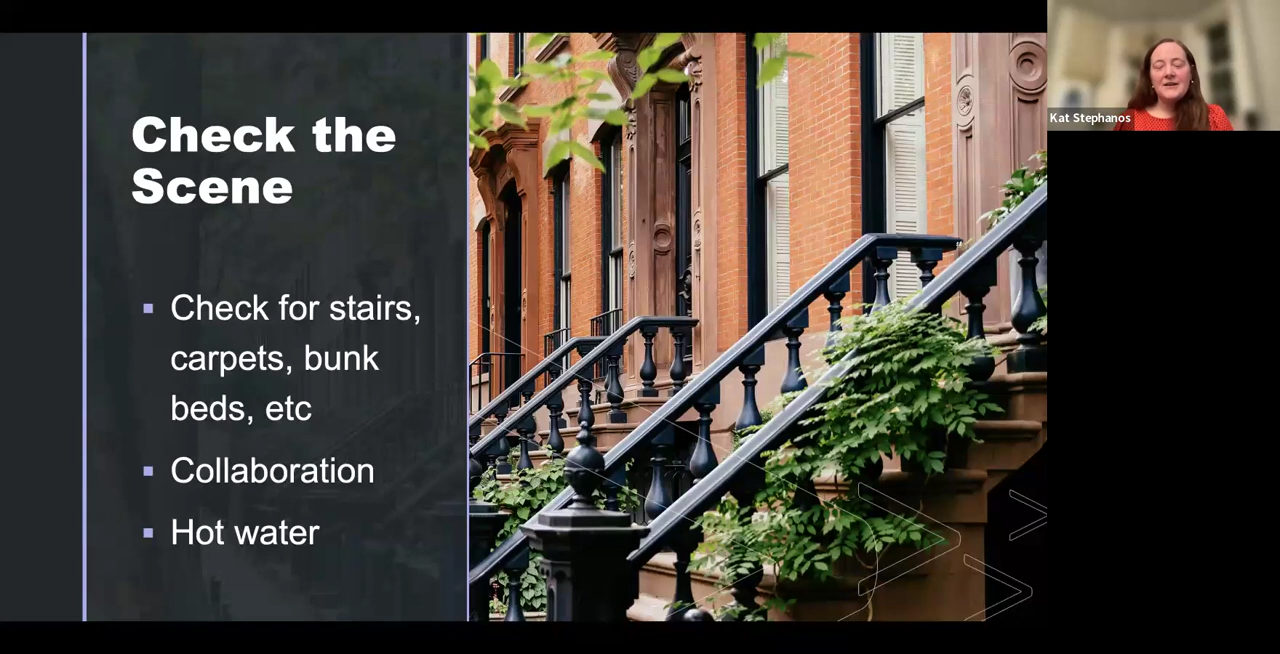 Check the
Scene
Check for stairs,
carpets, bunk
beds, etc
Collaboration
Hot water
Kat Stephanos